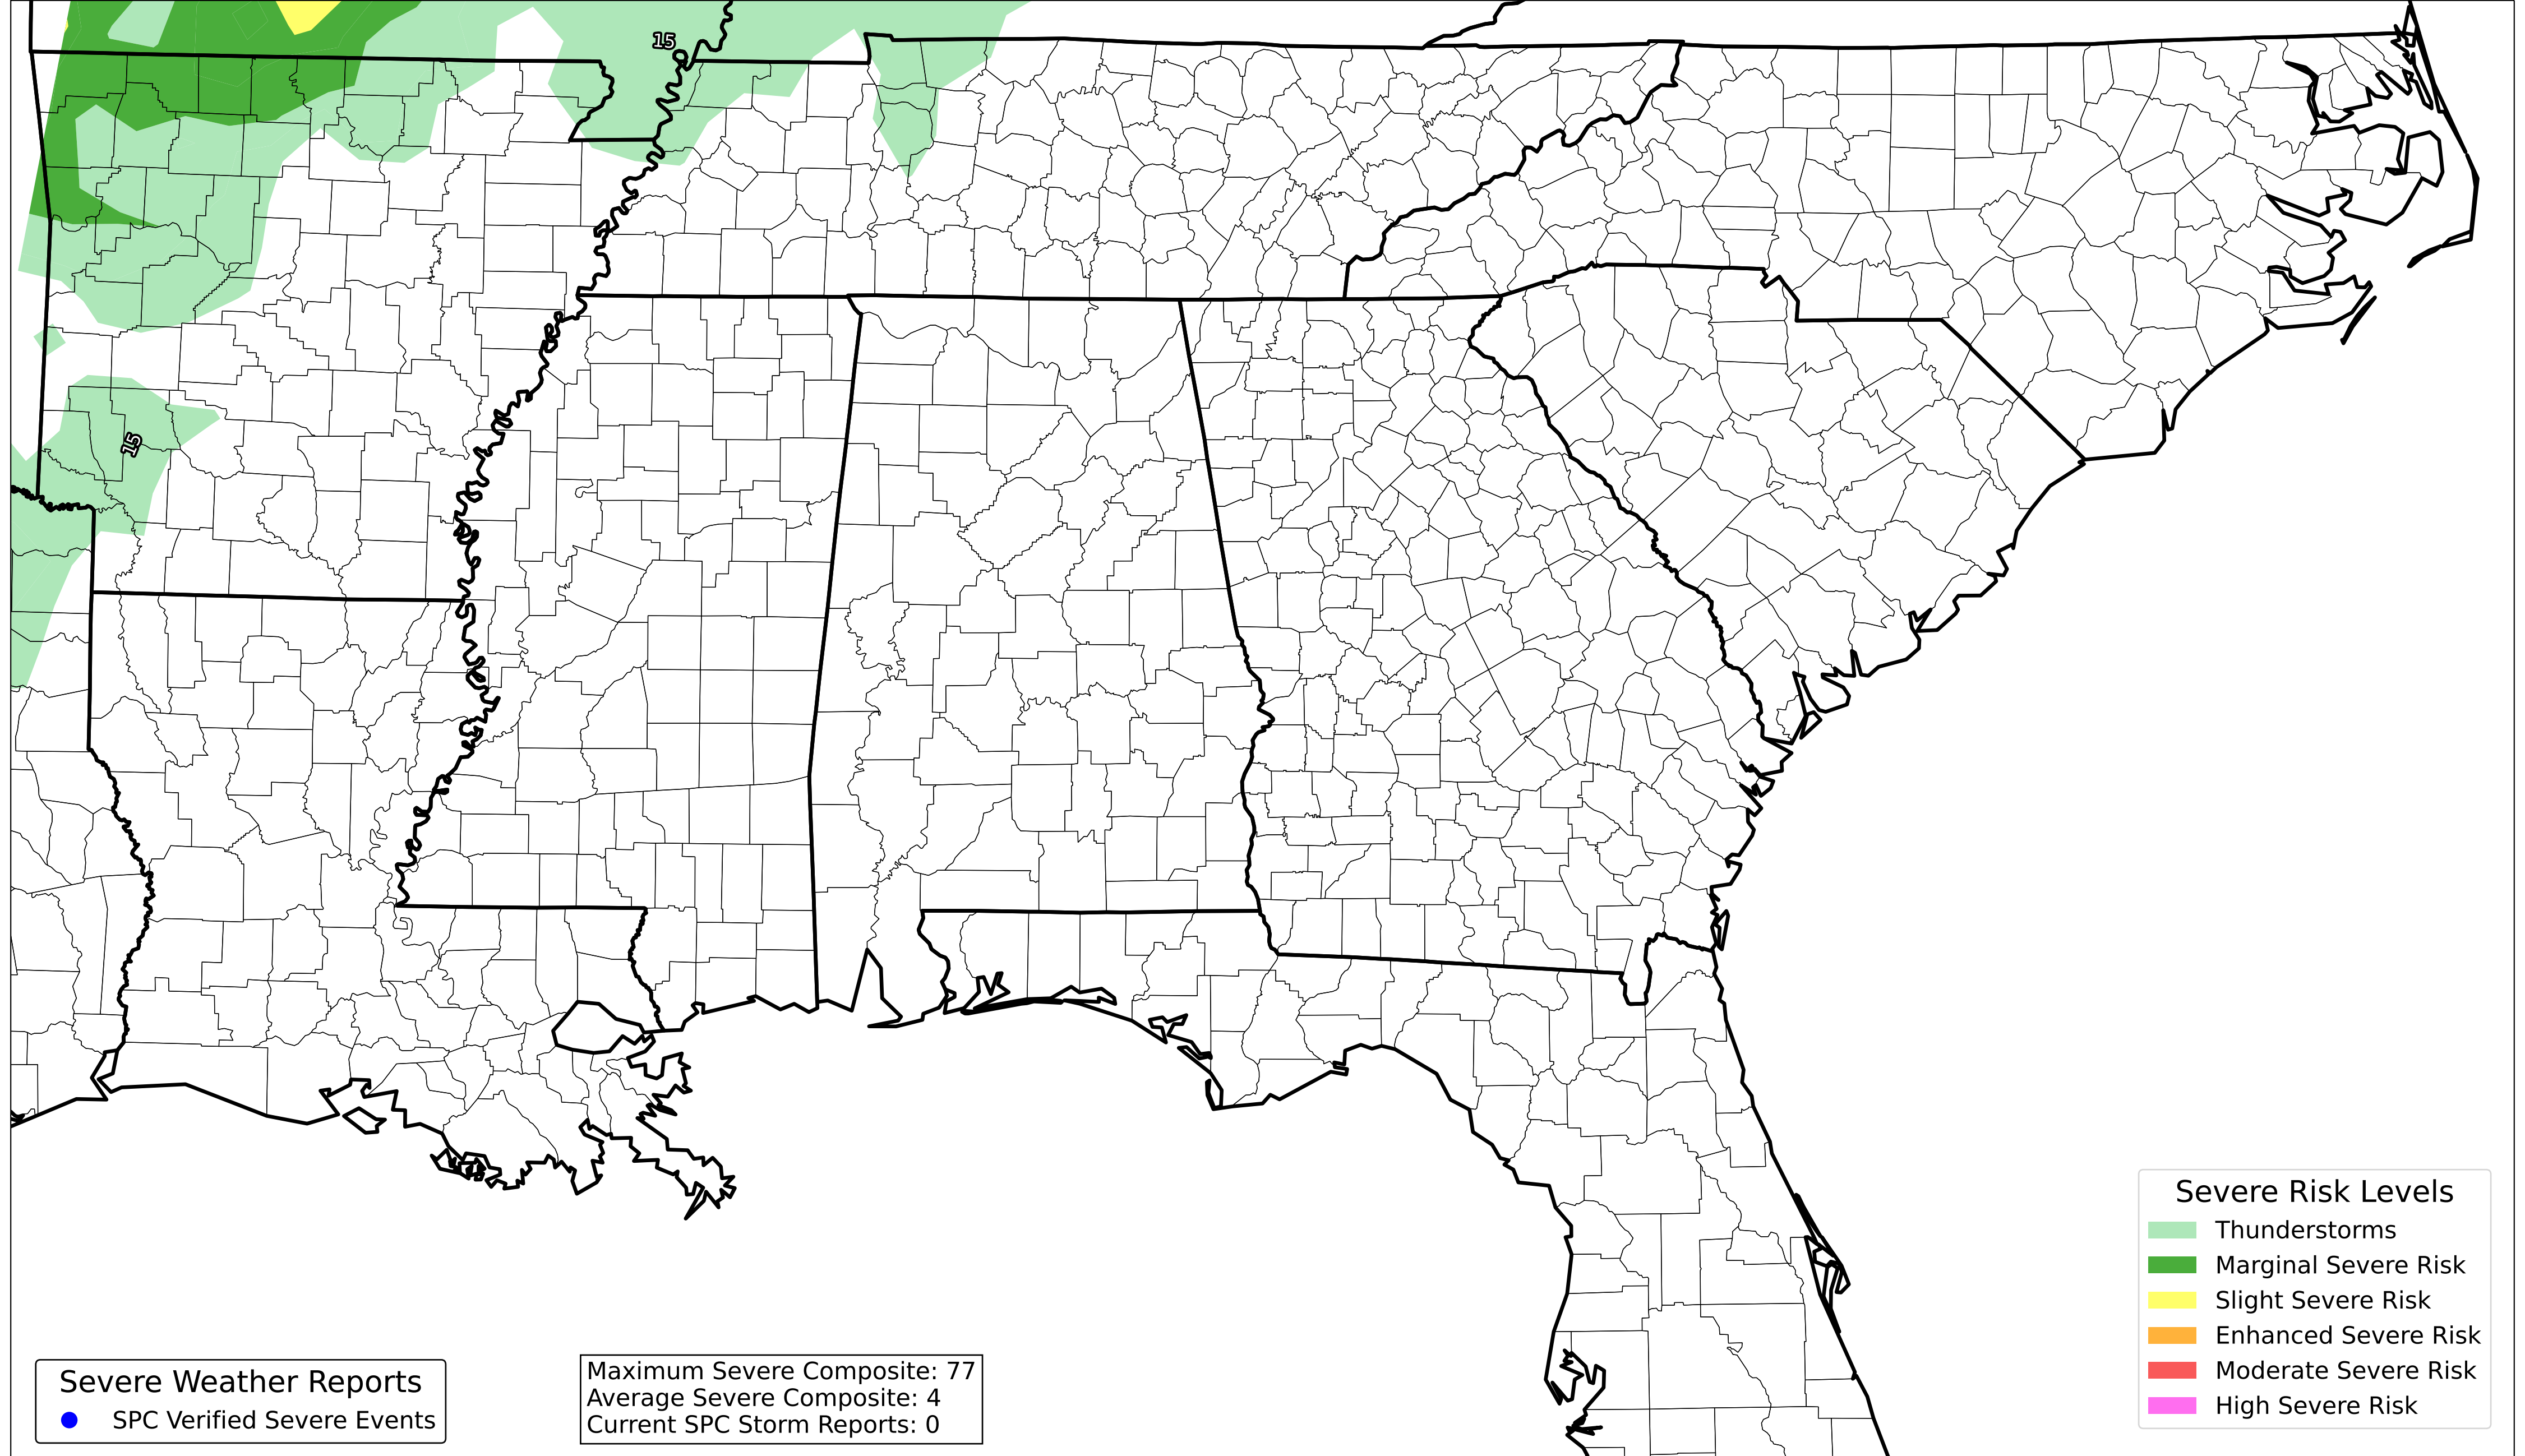 15
15
Severe Risk Levels
Thunderstorms
Marginal Severe Risk
Slight Severe Risk
Enhanced Severe Risk
Moderate Severe Risk
High Severe Risk
Severe Weather Reports
SPC Verified Severe Events
Maximum Severe Composite: 77
Average Severe Composite: 4
Current SPC Storm Reports: 0